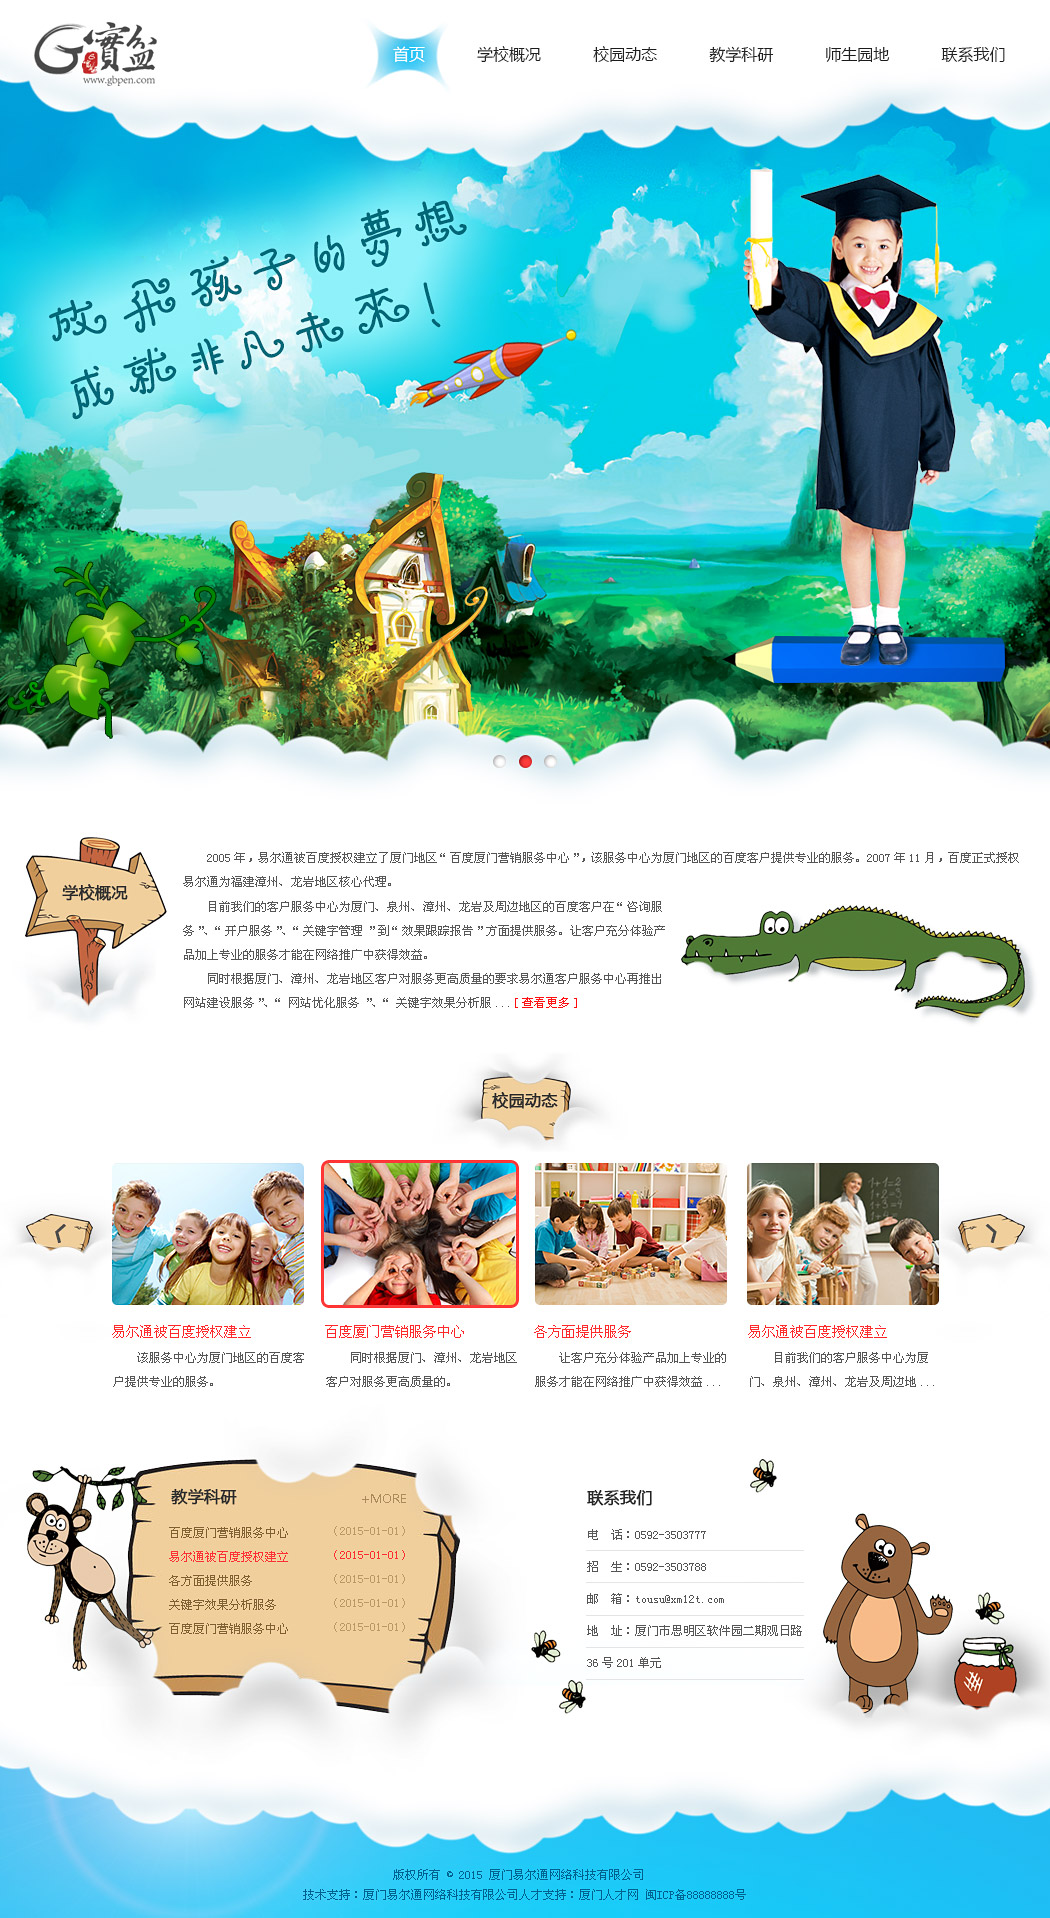 G寶盆
www.gbpen.com
首页 学校概况 校园动态 教学科研 师生园地 联系我们
放飛孩子的夢想
成就非凡未來！
学校概况
2005 年，易尔通被百度授权建立了厦门地区“ 百度厦门营销服务中心 ”，该服务中心为厦门地区的百度客户提供专业的服务。2007 年 11 月，百度正式授权
易尔通为福建漳州、龙岩地区核心代理。
目前我们的客户服务中心为厦门、泉州、漳州、龙岩及周边地区的百度客户在“ 咨询服
务 ”、“ 开户服务 ”、“ 关键字管理 ”到“ 效果跟踪报告 ”方面提供服务。让客户充分体验产
品加上专业的服务才能在网络推广中获得效益。
同时根据厦门、漳州、龙岩地区客户对服务更高质量的要求易尔通客户服务中心再推出
网站建设服务 ”、“ 网站优化服务 ”、“ 关键字效果分析服 ... [ 查看更多 ]
校园动态
易尔通被百度授权建立
该服务中心为厦门地区的百度客
户提供专业的服务。
百度厦门营销服务中心
同时根据厦门、漳州、龙岩地区
客户对服务更高质量的。
各方面提供服务
让客户充分体验产品加上专业的
服务才能在网络推广中获得效益 ...
易尔通被百度授权建立
目前我们的客户服务中心为厦
门、泉州、漳州、龙岩及周边地 ...
教学科研 +MORE
百度厦门营销服务中心 (2015-01-01)
易尔通被百度授权建立 (2015-01-01)
各方面提供服务 (2015-01-01)
关键字效果分析服务 (2015-01-01)
百度厦门营销服务中心 (2015-01-01)
联系我们
电 话：0592-3503777
招 生：0592-3503788
邮 箱：tousu@xm12t.com
地 址：厦门市思明区软件园二期观日路
36 号 201 单元
版权所有 © 2015 厦门易尔通网络科技有限公司
技术支持：厦门易尔通网络科技有限公司人才支持：厦门人才网 闽ICP备88888888号